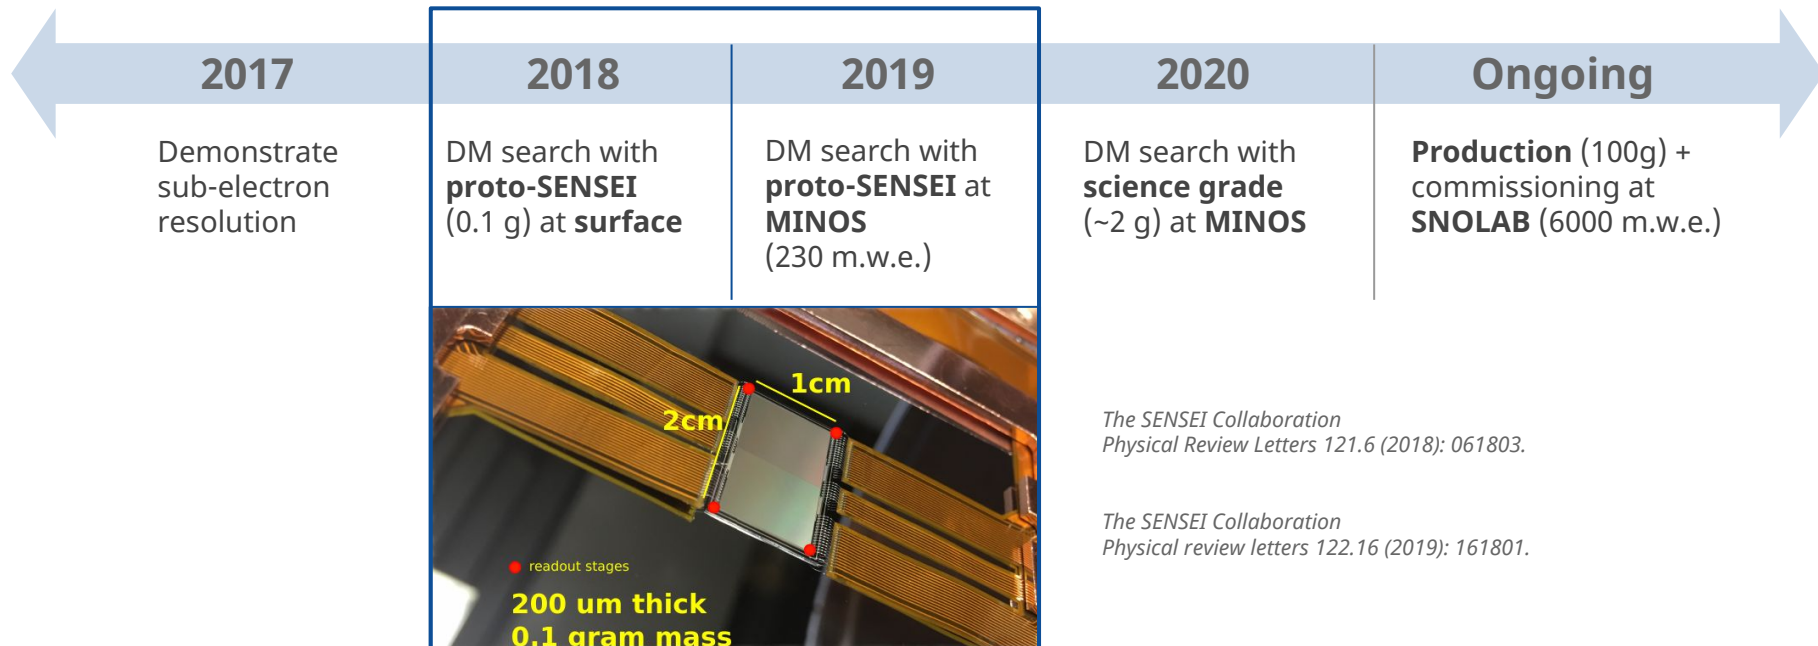 2017
2018
2019
2020
Ongoing
Demonstrate
sub-electron
resolution
DM search with
proto-SENSEI
(0.1 g) at surface
DM search with
proto-SENSEI at
MINOS
(230 m.w.e.)
DM search with
science grade
(~2 g) at MINOS
Production (100g) +
commissioning at
SNOLAB (6000 m.w.e.)
1cm
2cm
readout stages
200 um thick
0.1 gram mass
The SENSEI Collaboration
Physical Review Letters 121.6 (2018): 061803.
The SENSEI Collaboration
Physical review letters 122.16 (2019): 161801.